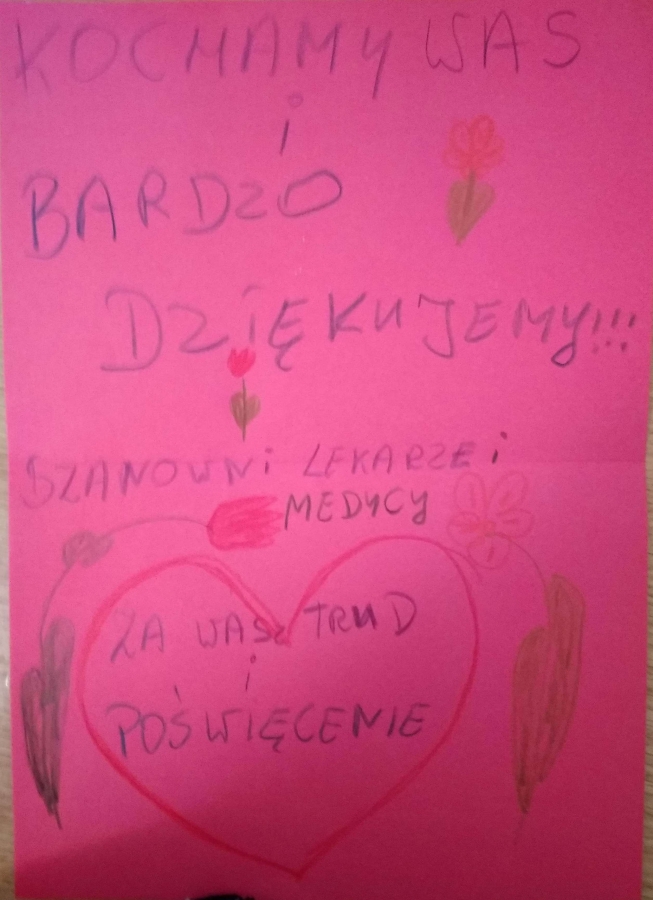 KOCHAMY WAS
i
BARDZO
DZIĘKUJEMY!!!
SZANOWNi LEKARZE i
MEDYCY
ZA WASZ TRUD
i
POŚWIĘCENIE